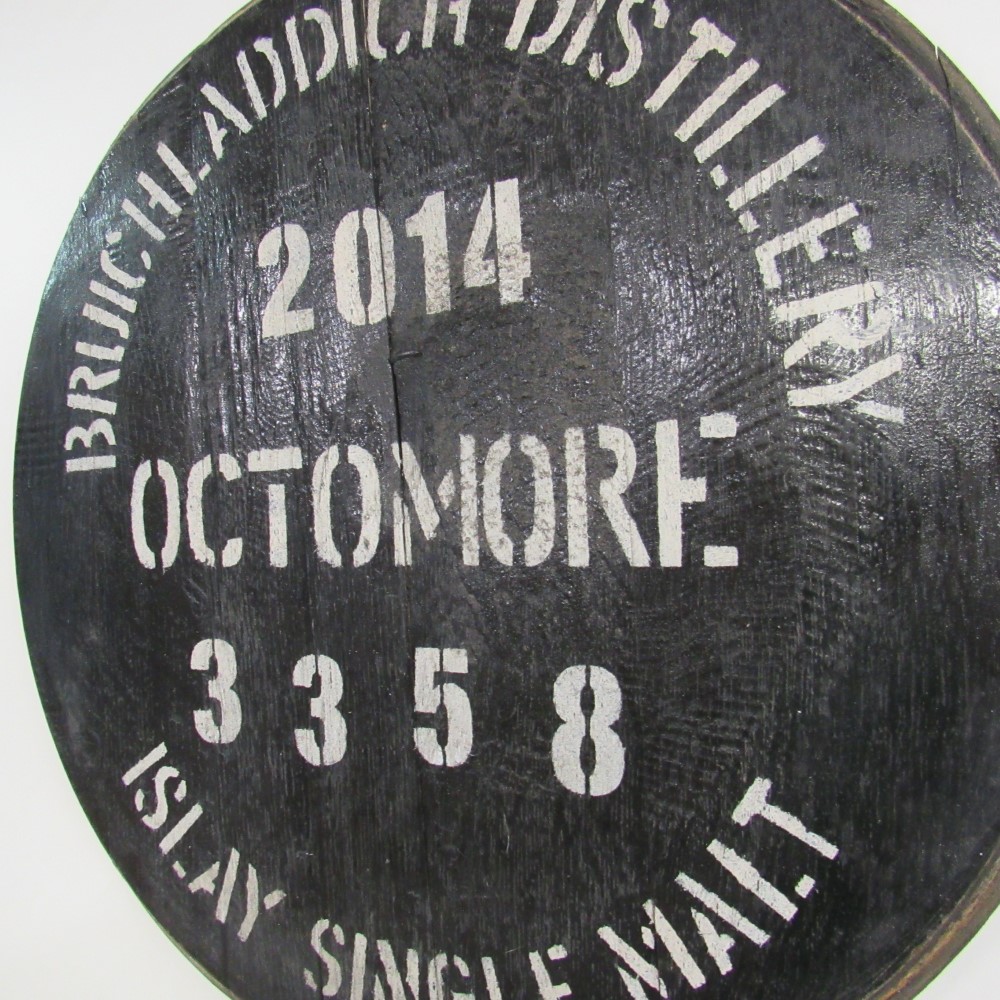 BRUICHLADDICH DISTILLERY
2014
OCTOMORE
3358
ISLAY SINGLE MALT